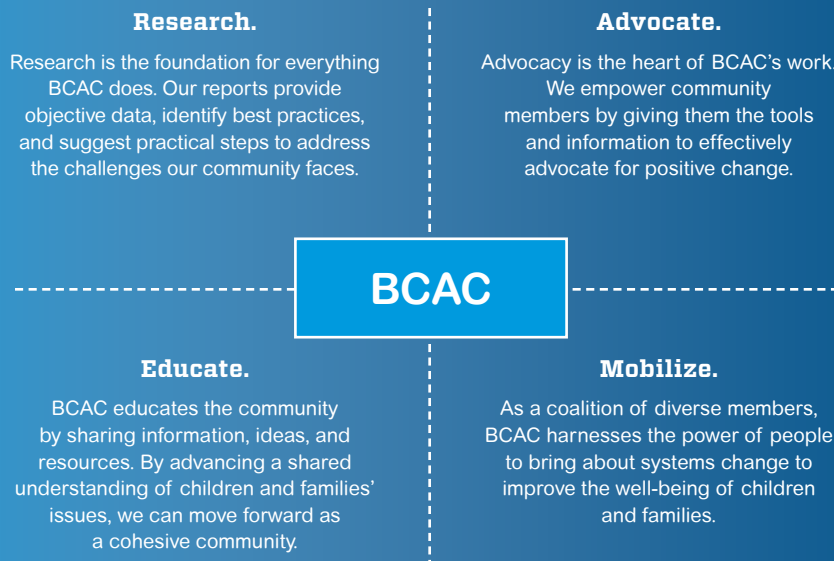 Research.
Research is the foundation for everything
BCAC does. Our reports provide
objective data, identify best practices,
and suggest practical steps to address
the challenges our community faces.
Advocate.
Advocacy is the heart of BCAC’s work.
We empower community
members by giving them the tools
and information to effectively
advocate for positive change.
BCAC
Educate.
BCAC educates the community
by sharing information, ideas, and
resources. By advancing a shared
understanding of children and families’
issues, we can move forward as
a cohesive community.
Mobilize.
As a coalition of diverse members,
BCAC harnesses the power of people
to bring about systems change to
improve the well-being of children
and families.